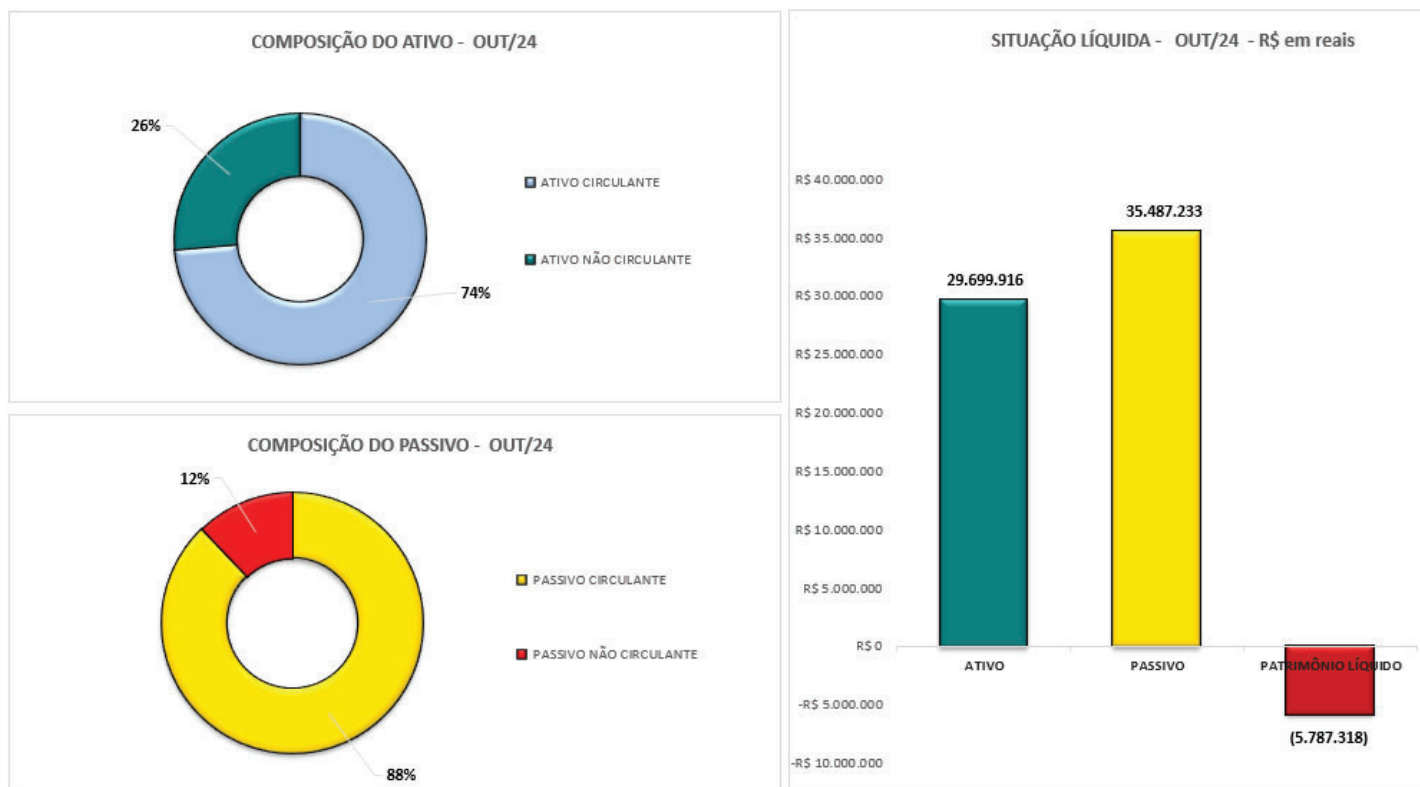 COMPOSIÇÃO DO ATIVO - OUT/24
26%
ATIVO CIRCULANTE
ATIVO NÃO CIRCULANTE
74%
COMPOSIÇÃO DO PASSIVO - OUT/24
12%
PASSIVO CIRCULANTE
PASSIVO NÃO CIRCULANTE
88%
SITUAÇÃO LÍQUIDA - OUT/24 - R$ em reais
R$ 40.000.000
35.487.233
R$ 35.000.000
29.699.916
R$ 30.000.000
R$ 25.000.000
R$ 20.000.000
R$ 15.000.000
R$ 10.000.000
R$ 5.000.000
R$ 0
ATIVO PASSIVO PATRIMÔNIO LÍQUIDO
-R$ 5.000.000
(5.787.318)
-R$ 10.000.000